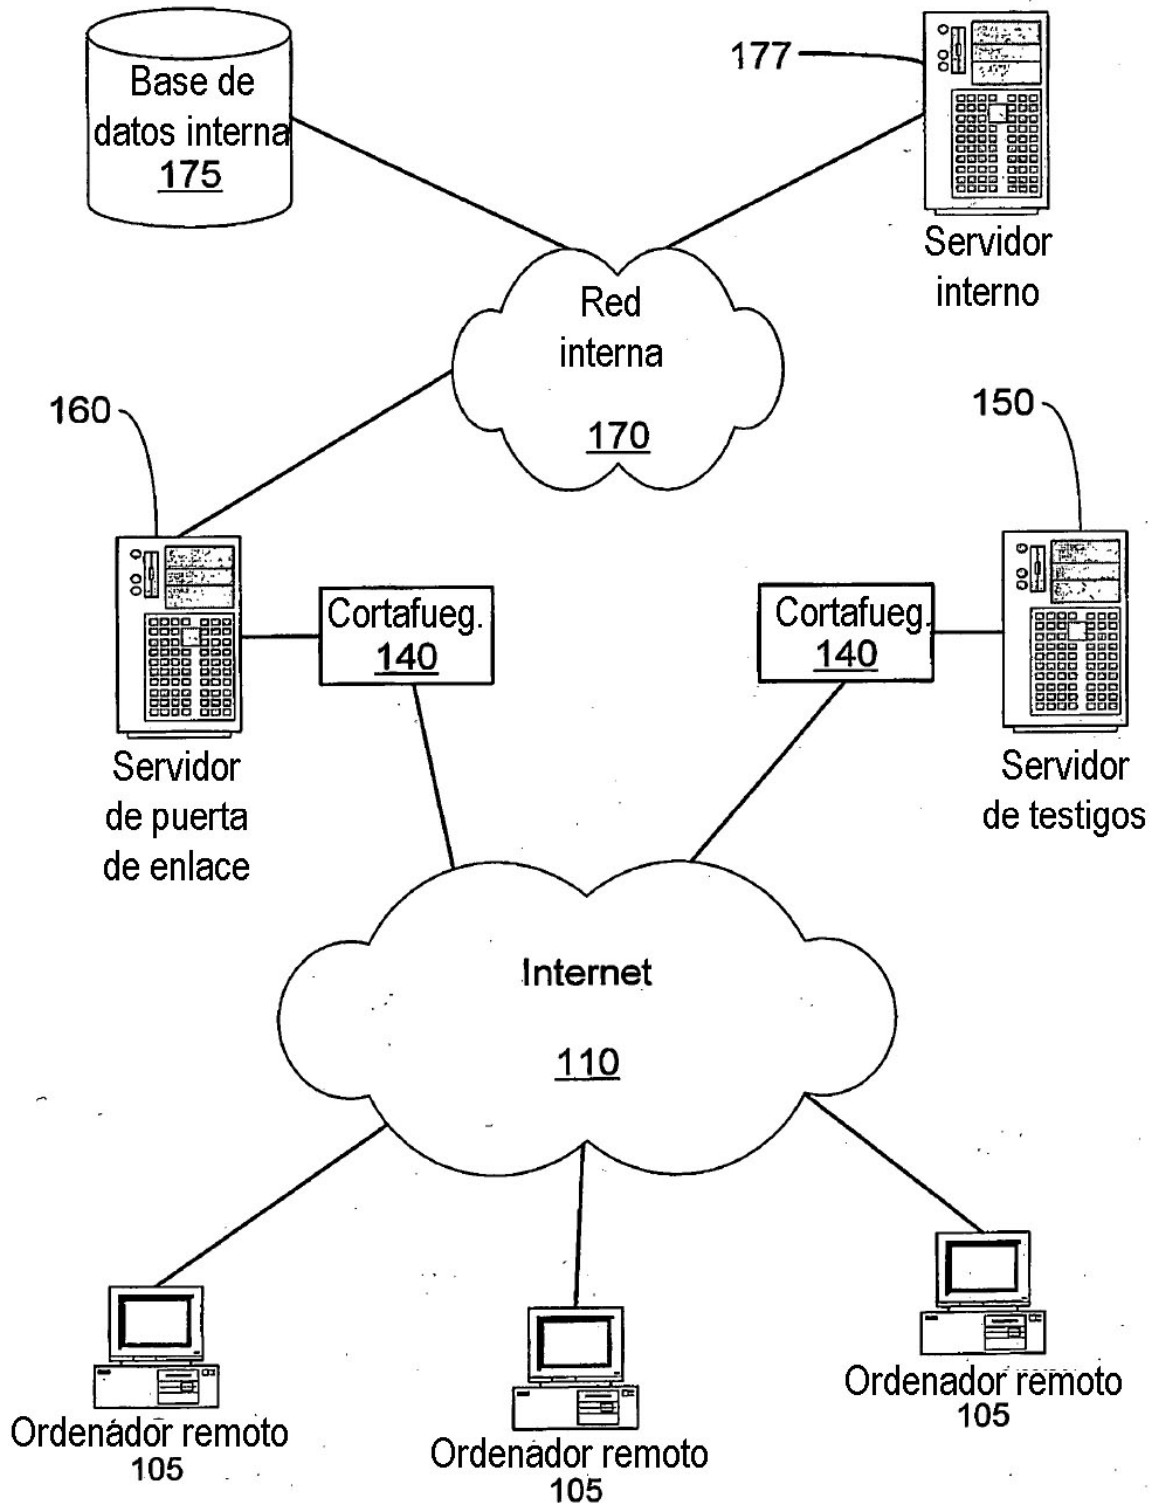 Base de
datos interna
175
177
Servidor
interno
Red
interna
170
160
150
Cortafueg.
140
Cortafueg.
140
Servidor
de puerta
de enlace
Servidor
de testigos
Internet
110
Ordenador remoto
105
Ordenador remoto
105
Ordenador remoto
105